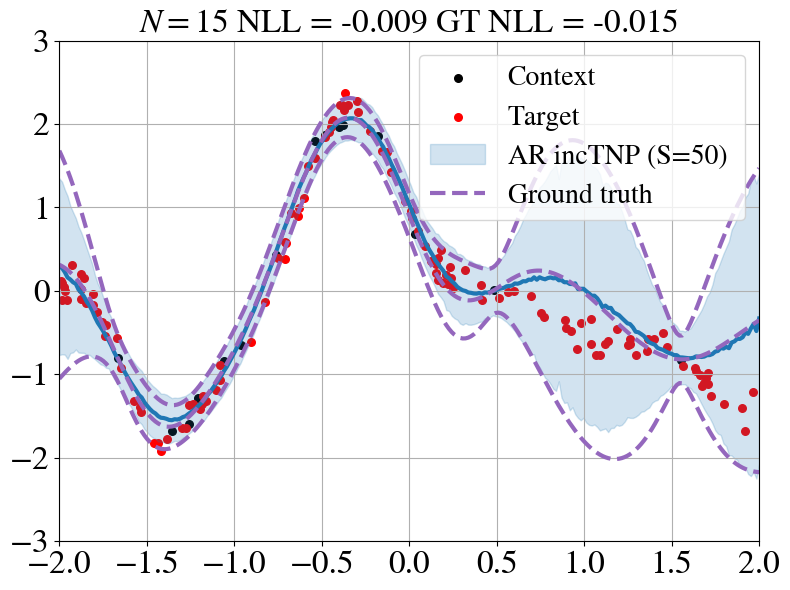 N = 15 NLL = -0.009 GT NLL = -0.015
3
2
1
0
−1
−2
−3
Context
Target
AR incTNP (S=50)
Ground truth
−2.0 −1.5 −1.0 −0.5 0.0 0.5 1.0 1.5 2.0